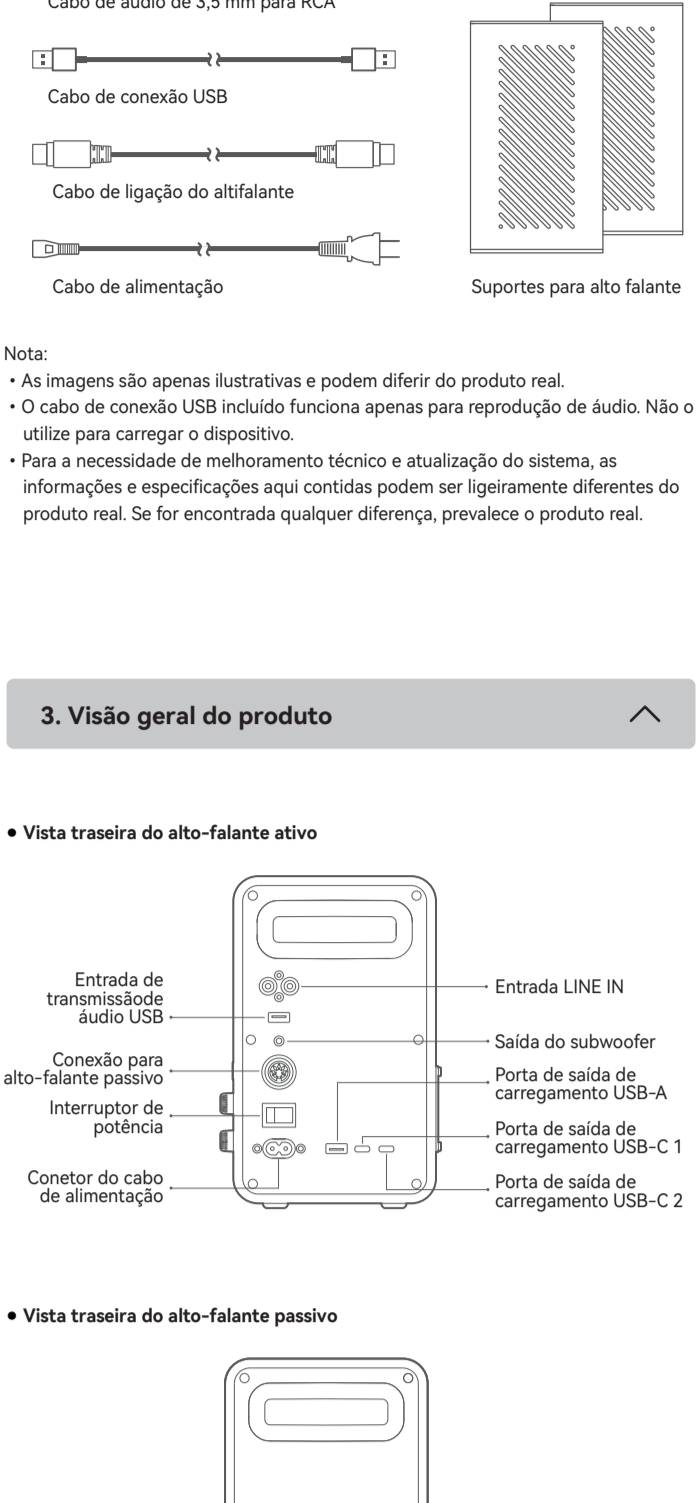 Cabo de áudio de 3,5 mm para RCA
Cabo de conexão USB
Cabo de ligação do altifalante
Cabo de alimentação
Suportes para alto falante
Nota:
• As imagens são apenas ilustrativas e podem diferir do produto real.
• O cabo de conexão USB incluído funciona apenas para reprodução de áudio. Não o
utilize para carregar o dispositivo.
• Para a necessidade de melhoramento técnico e atualização do sistema, as
informações e especificações aqui contidas podem ser ligeiramente diferentes do
produto real. Se for encontrada qualquer diferença, prevalece o produto real.
3. Visão geral do produto
• Vista traseira do alto-falante ativo
Entrada de
transmissãode
áudio USB
Conexão para
alto-falante passivo
Interruptor de
potência
Conetor do cabo
de alimentação
Entrada LINE IN
Saída do subwoofer
Porta de saída de
carregamento USB-A
Porta de saída de
carregamento USB-C 1
Porta de saída de
carregamento USB-C 2
• Vista traseira do alto-falante passivo